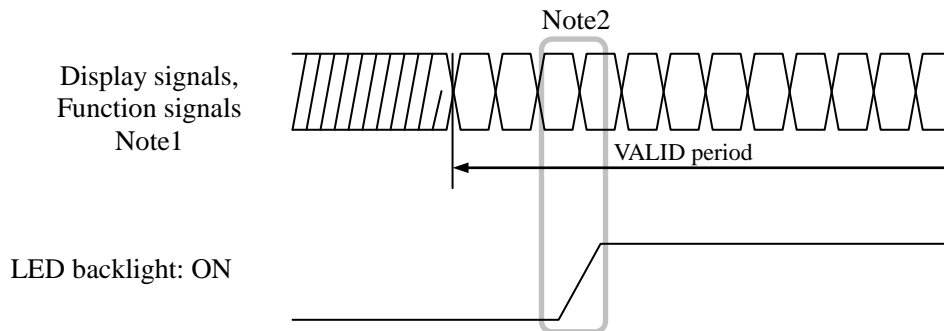 Note2
Display signals,
Function signals
Note1
VALID period
LED backlight: ON